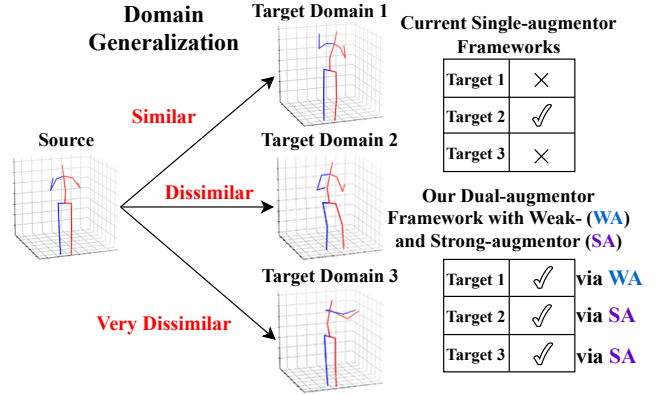 Domain
Generalization
Source
Similar
Dissimilar
Very Dissimilar
Target Domain 1
Target Domain 2
Target Domain 3
Current Single-augmentor
Frameworks
Target 1 ×
Target 2 ✓
Target 3 ×
Our Dual-augmentor
Framework with Weak- (WA)
and Strong-augmentor (SA)
Target 1 ✓ via WA
Target 2 ✓ via SA
Target 3 ✓ via SA